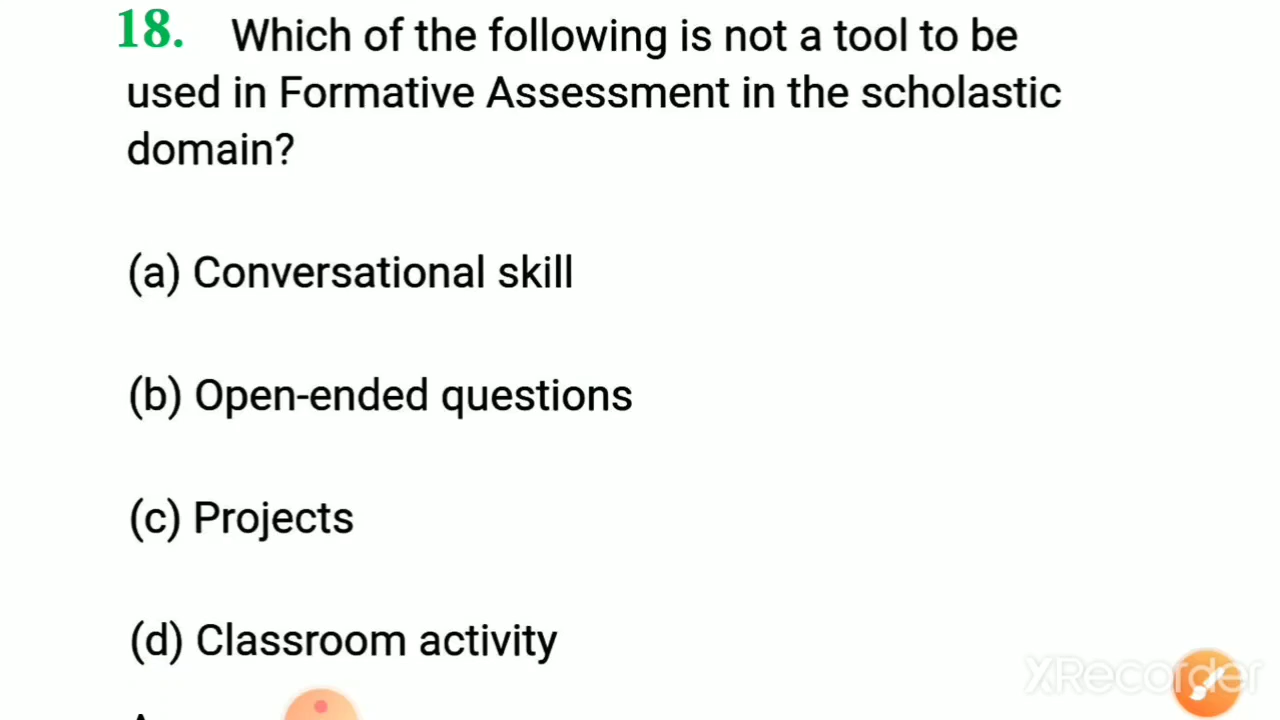 18. Which of the following is not a tool to be
used in Formative Assessment in the scholastic
domain?
(a) Conversational skill
(b) Open-ended questions
(c) Projects
(d) Classroom activity
XRecorder